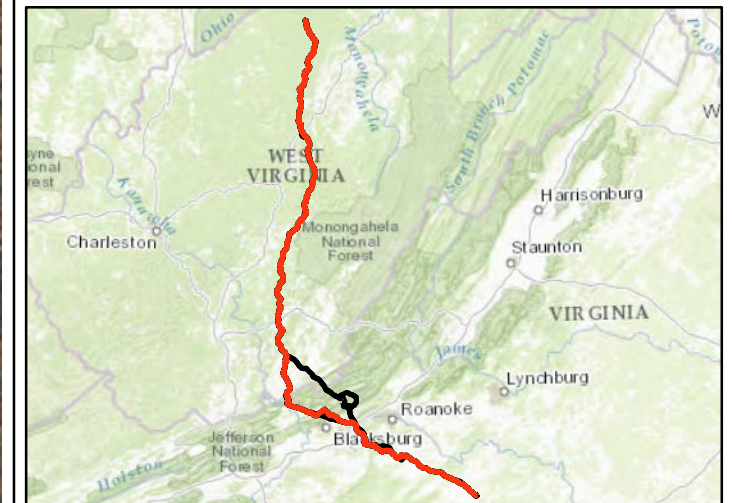 Ohio
Monongahela
South Branch Potomac
WEST
VIRGINIA
Kanawha
Harrisonburg
Charleston
Monongahela
National
Forest
Staunton
VIRGINIA
James
Lynchburg
Roanoke
Blacksburg
Jefferson
National
Forest
Holston